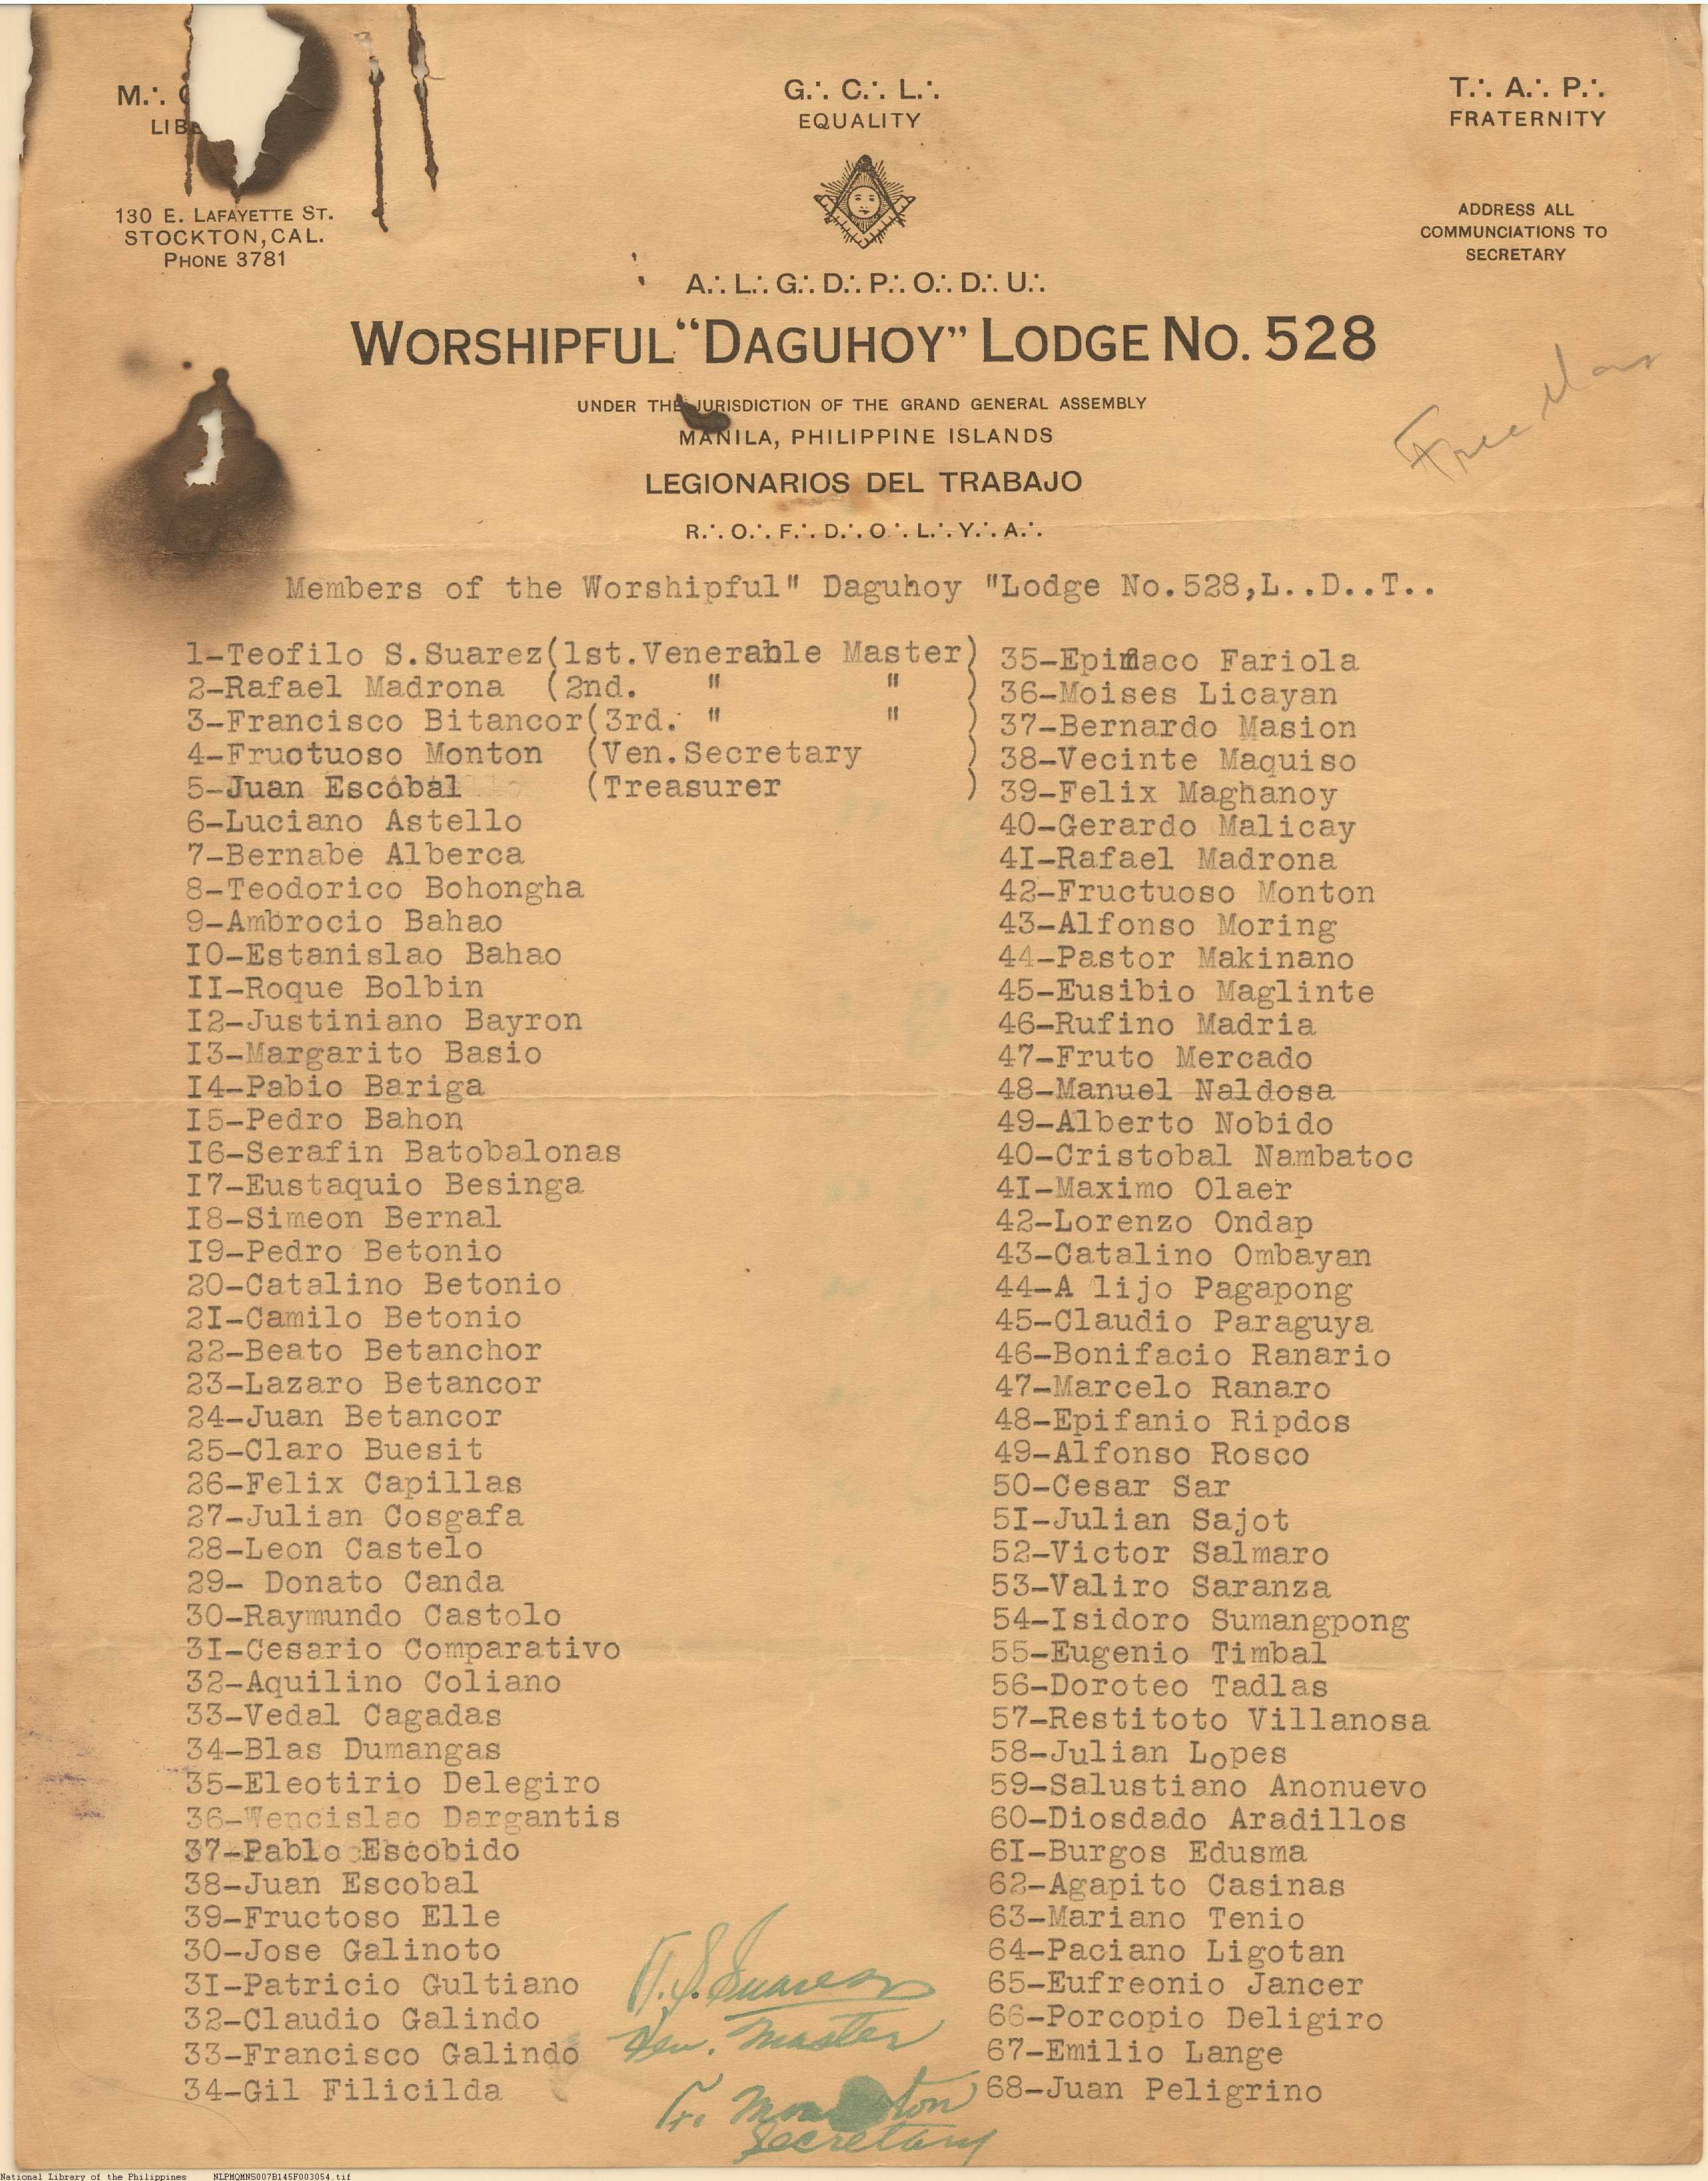 M∴
G∴ C∴ L∴
T∴ A∴ P∴
EQUALITY
FRATERNITY
130 E. LAFAYETTE ST.
STOCKTON, CAL.
PHONE 3781
ADDRESS ALL
COMMUNCIATIONS TO
SECRETARY
A∴ L∴ G∴ D∴ P∴ O∴ D∴ U∴
WORSHIPFUL "DAGUHOY" LODGE NO. 528
UNDER THE JURISDICTION OF THE GRAND GENERAL ASSEMBLY
MANILA, PHILIPPINE ISLANDS
LEGIONARIOS DEL TRABAJO
R∴ O∴ F∴ D∴ O∴ L∴ Y∴ A∴
Members of the Worshipful" Daguhoy "Lodge No.528,L..D..T..
1-Teofilo S.Suarez(1st.Venerable Master)
2-Rafael Madrona (2nd. " " )
3-Francisco Bitancor(3rd. " " )
4-Fructuoso Monton (Ven.Secretary )
5-Juan Escobal (Treasurer )
6-Luciano Astello
7-Bernabe Alberca
8-Teodorico Bohongha
9-Ambrocio Bahao
I0-Estanislao Bahao
II-Roque Bolbin
I2-Justiniano Bayron
I3-Margarito Basio
I4-Pabio Bariga
I5-Pedro Bahon
I6-Serafin Batobalonas
I7-Eustaquio Besinga
I8-Simeon Bernal
I9-Pedro Betonio
20-Catalino Betonio
2I-Camilo Betonio
22-Beato Betanchor
23-Lazaro Betancor
24-Juan Betancor
25-Claro Buesit
26-Felix Capillas
27-Julian Cosgafa
28-Leon Castelo
29- Donato Canda
30-Raymundo Castolo
3I-Cesario Comparativo
32-Aquilino Coliano
33-Vedal Cagadas
34-Blas Dumangas
35-Eleotirio Delegiro
36-Wencislao Dargantis
37-Pablo Escobido
38-Juan Escobal
39-Fructoso Elle
30-Jose Galinoto
3I-Patricio Gultiano
32-Claudio Galindo
33-Francisco Galindo
34-Gil Filicilda
35-Epimaco Fariola
36-Moises Licayan
37-Bernardo Masion
38-Vecinte Maquiso
39-Felix Maghanoy
40-Gerardo Malicay
4I-Rafael Madrona
42-Fructuoso Monton
43-Alfonso Moring
44-Pastor Makinano
45-Eusibio Maglinte
46-Rufino Madria
47-Fruto Mercado
48-Manuel Naldosa
49-Alberto Nobido
40-Cristobal Nambatoc
4I-Maximo Olaer
42-Lorenzo Ondap
43-Catalino Ombayan
44-A lijo Pagapong
45-Claudio Paraguya
46-Bonifacio Ranario
47-Marcelo Ranaro
48-Epifanio Ripdos
49-Alfonso Rosco
50-Cesar Sar
5I-Julian Sajot
52-Victor Salmaro
53-Valiro Saranza
54-Isidoro Sumangpong
55-Eugenio Timbal
56-Doroteo Tadlas
57-Restitoto Villanosa
58-Julian Lopes
59-Salustiano Anonuevo
60-Diosdado Aradillos
6I-Burgos Edusma
62-Agapito Casinas
63-Mariano Tenio
64-Paciano Ligotan
65-Eufreonio Jancer
66-Porcopio Deligiro
67-Emilio Lange
68-Juan Peligrino
T.S.Suarez
Ven. Master
Fr. Monton
Secretary
National Library of the Philippines NLPMQMNS007B145F003054.tif